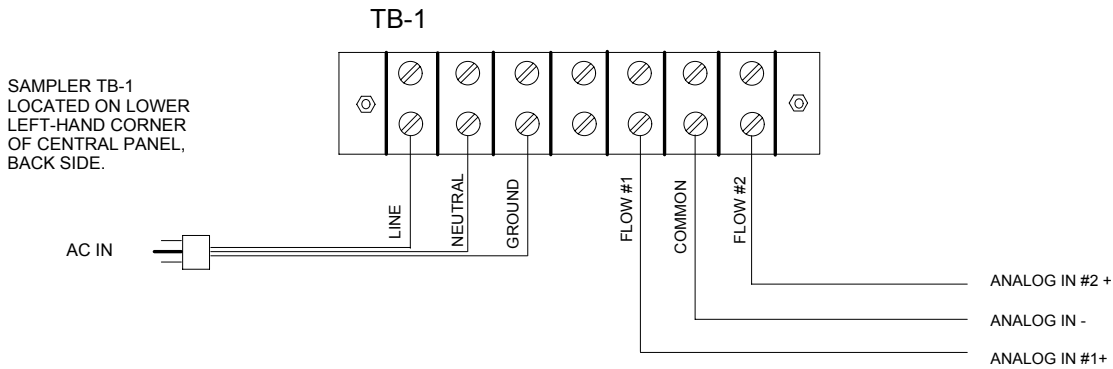 TB-1
SAMPLER TB-1
LOCATED ON LOWER
LEFT-HAND CORNER
OF CENTRAL PANEL,
BACK SIDE.
LINE
NEUTRAL
GROUND
FLOW #1
COMMON
FLOW #2
AC IN
ANALOG IN #2 +
ANALOG IN -
ANALOG IN #1+